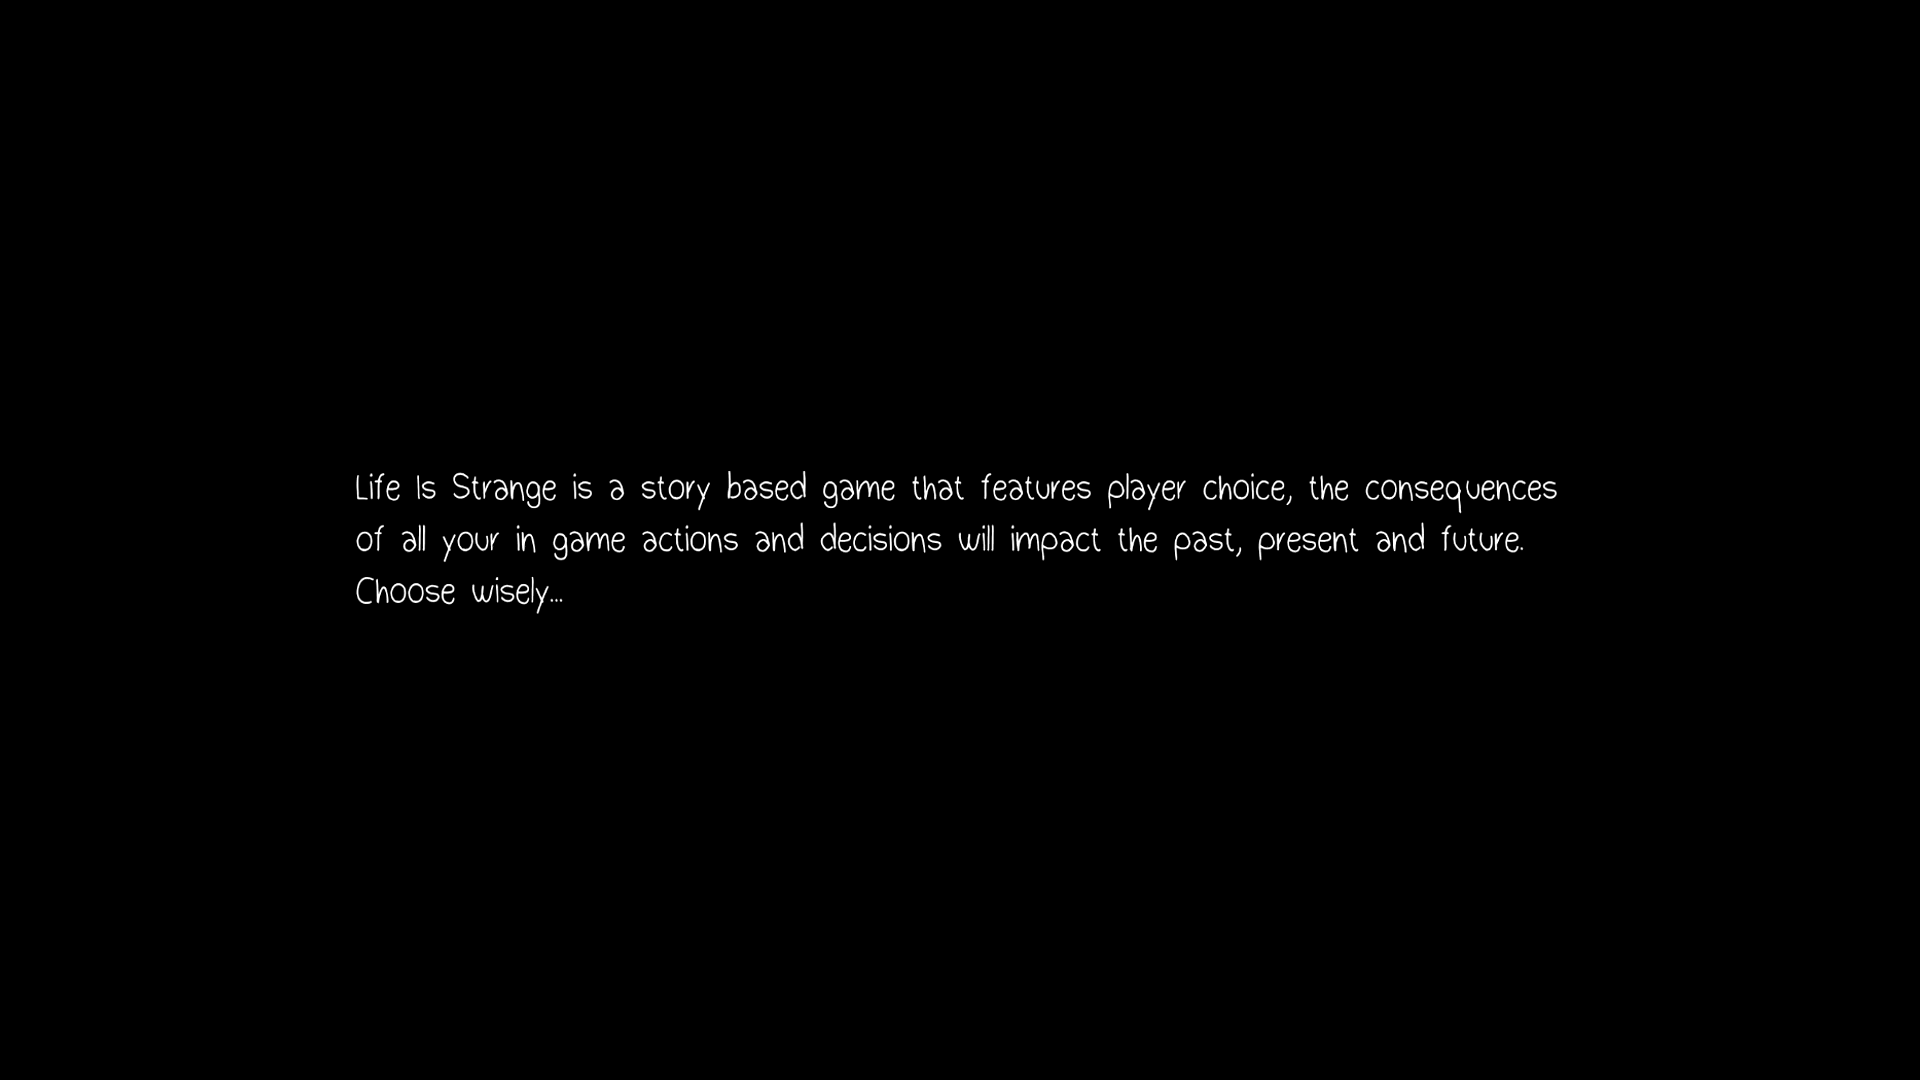 Life Is Strange is a story based game that features player choice, the consequences
of all your in game actions and decisions will impact the past, present and future.
Choose wisely...